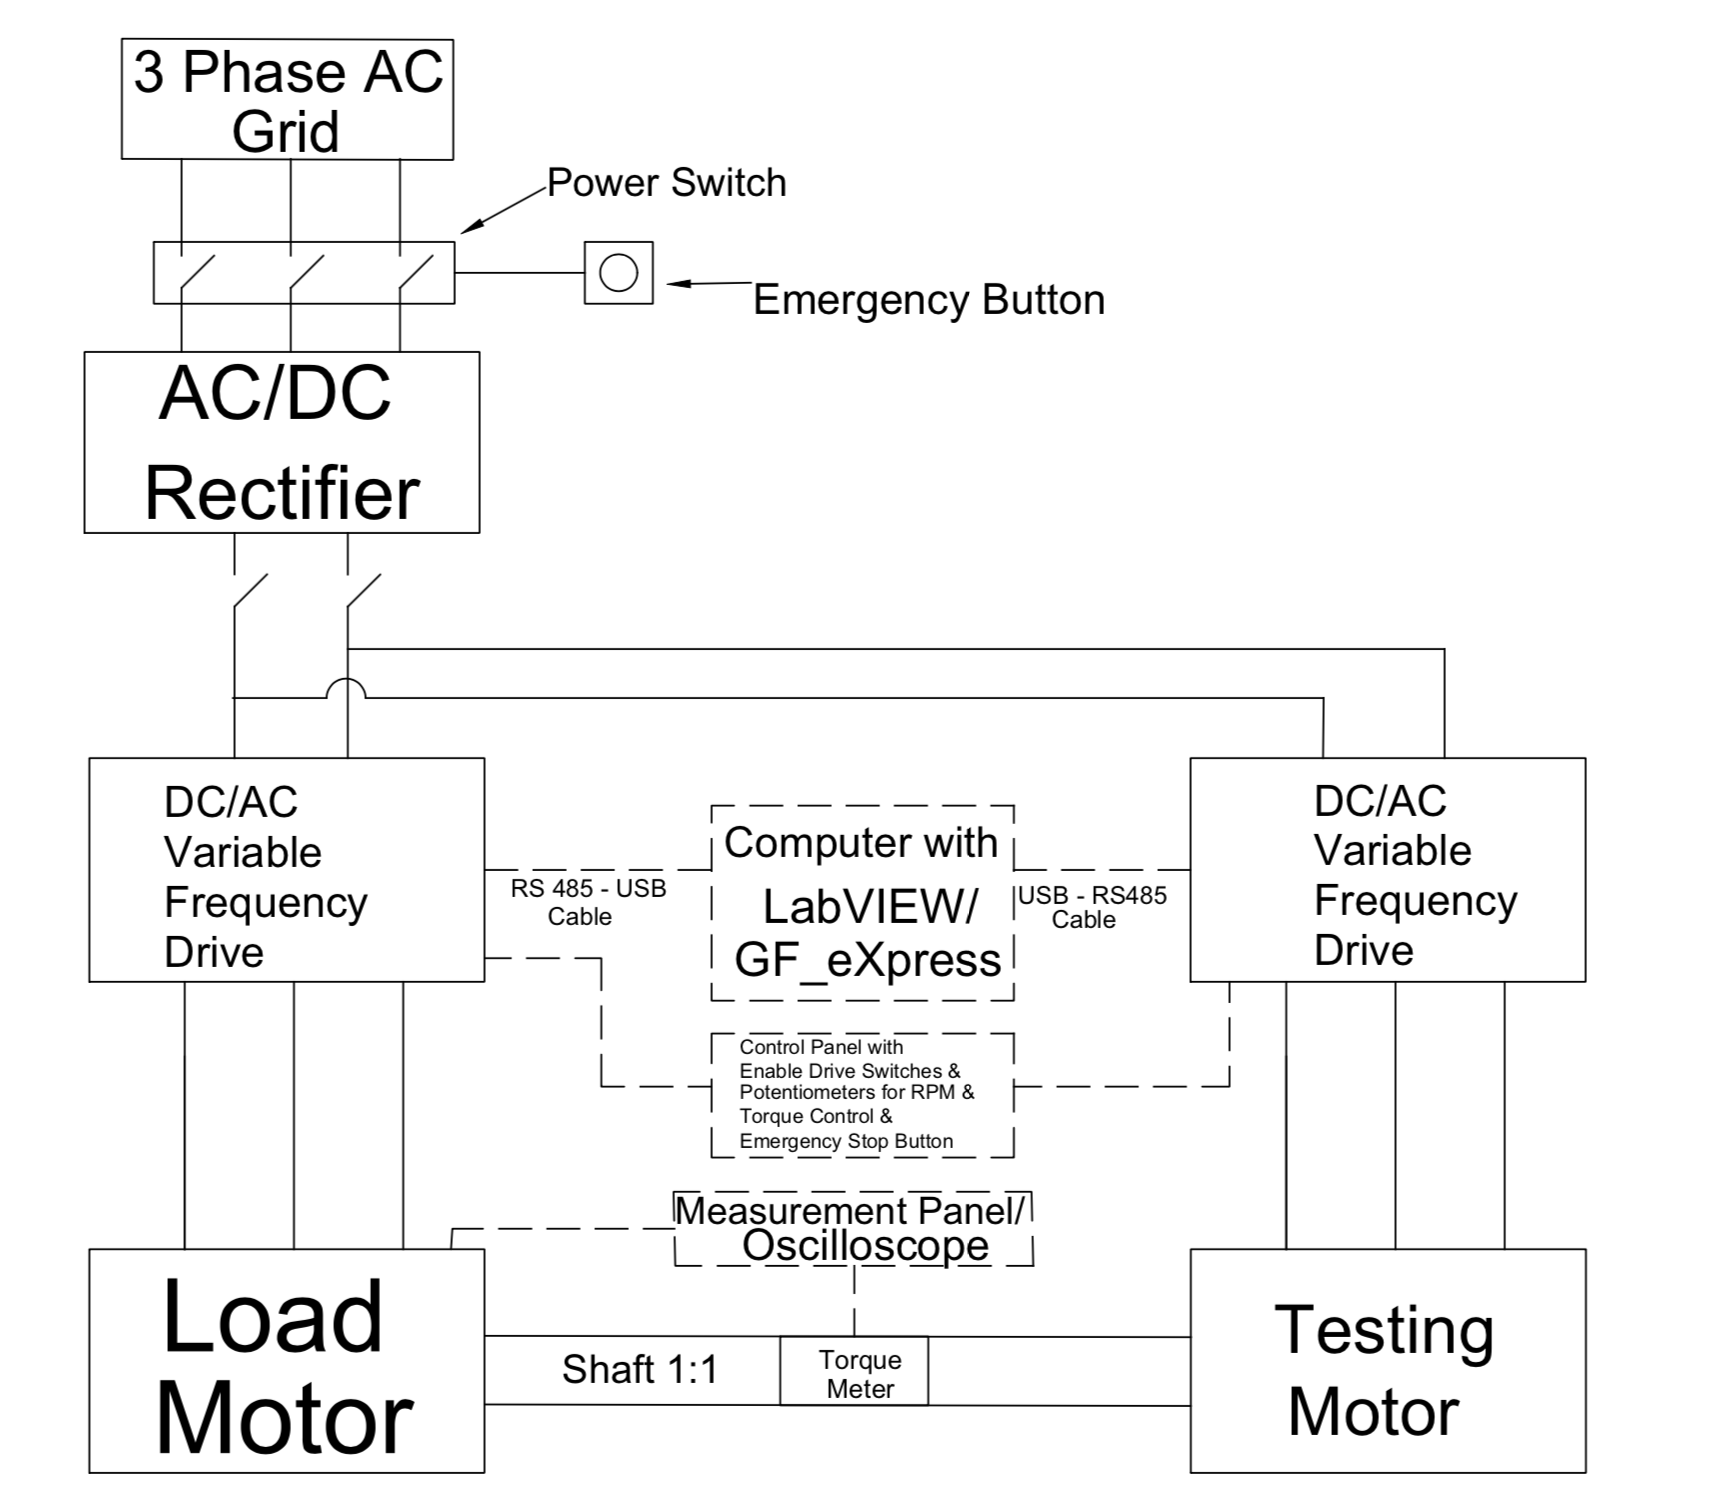 3 Phase AC
Grid
Power Switch
Emergency Button
AC/DC
Rectifier
DC/AC
Variable
Frequency
Drive
RS 485 - USB
Cable
Computer with
LabVIEW/
GF_eXpress
USB - RS485
Cable
DC/AC
Variable
Frequency
Drive
Control Panel with
Enable Drive Switches &
Potentiometers for RPM &
Torque Control &
Emergency Stop Button
Measurement Panel/
Oscilloscope
Load
Motor
Shaft 1:1
Torque
Meter
Testing
Motor